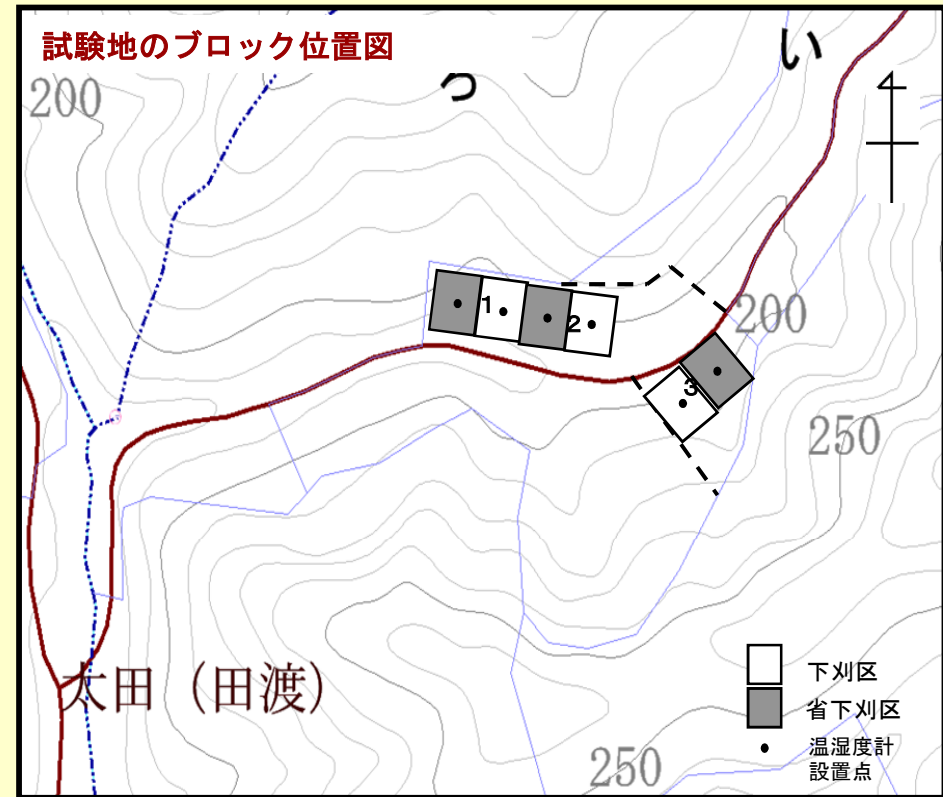 試験地のブロック位置図
い
ろ
200
1
2
200
3
250
下刈区
太田（田渡）
省下刈区
温湿度計
設置点
250